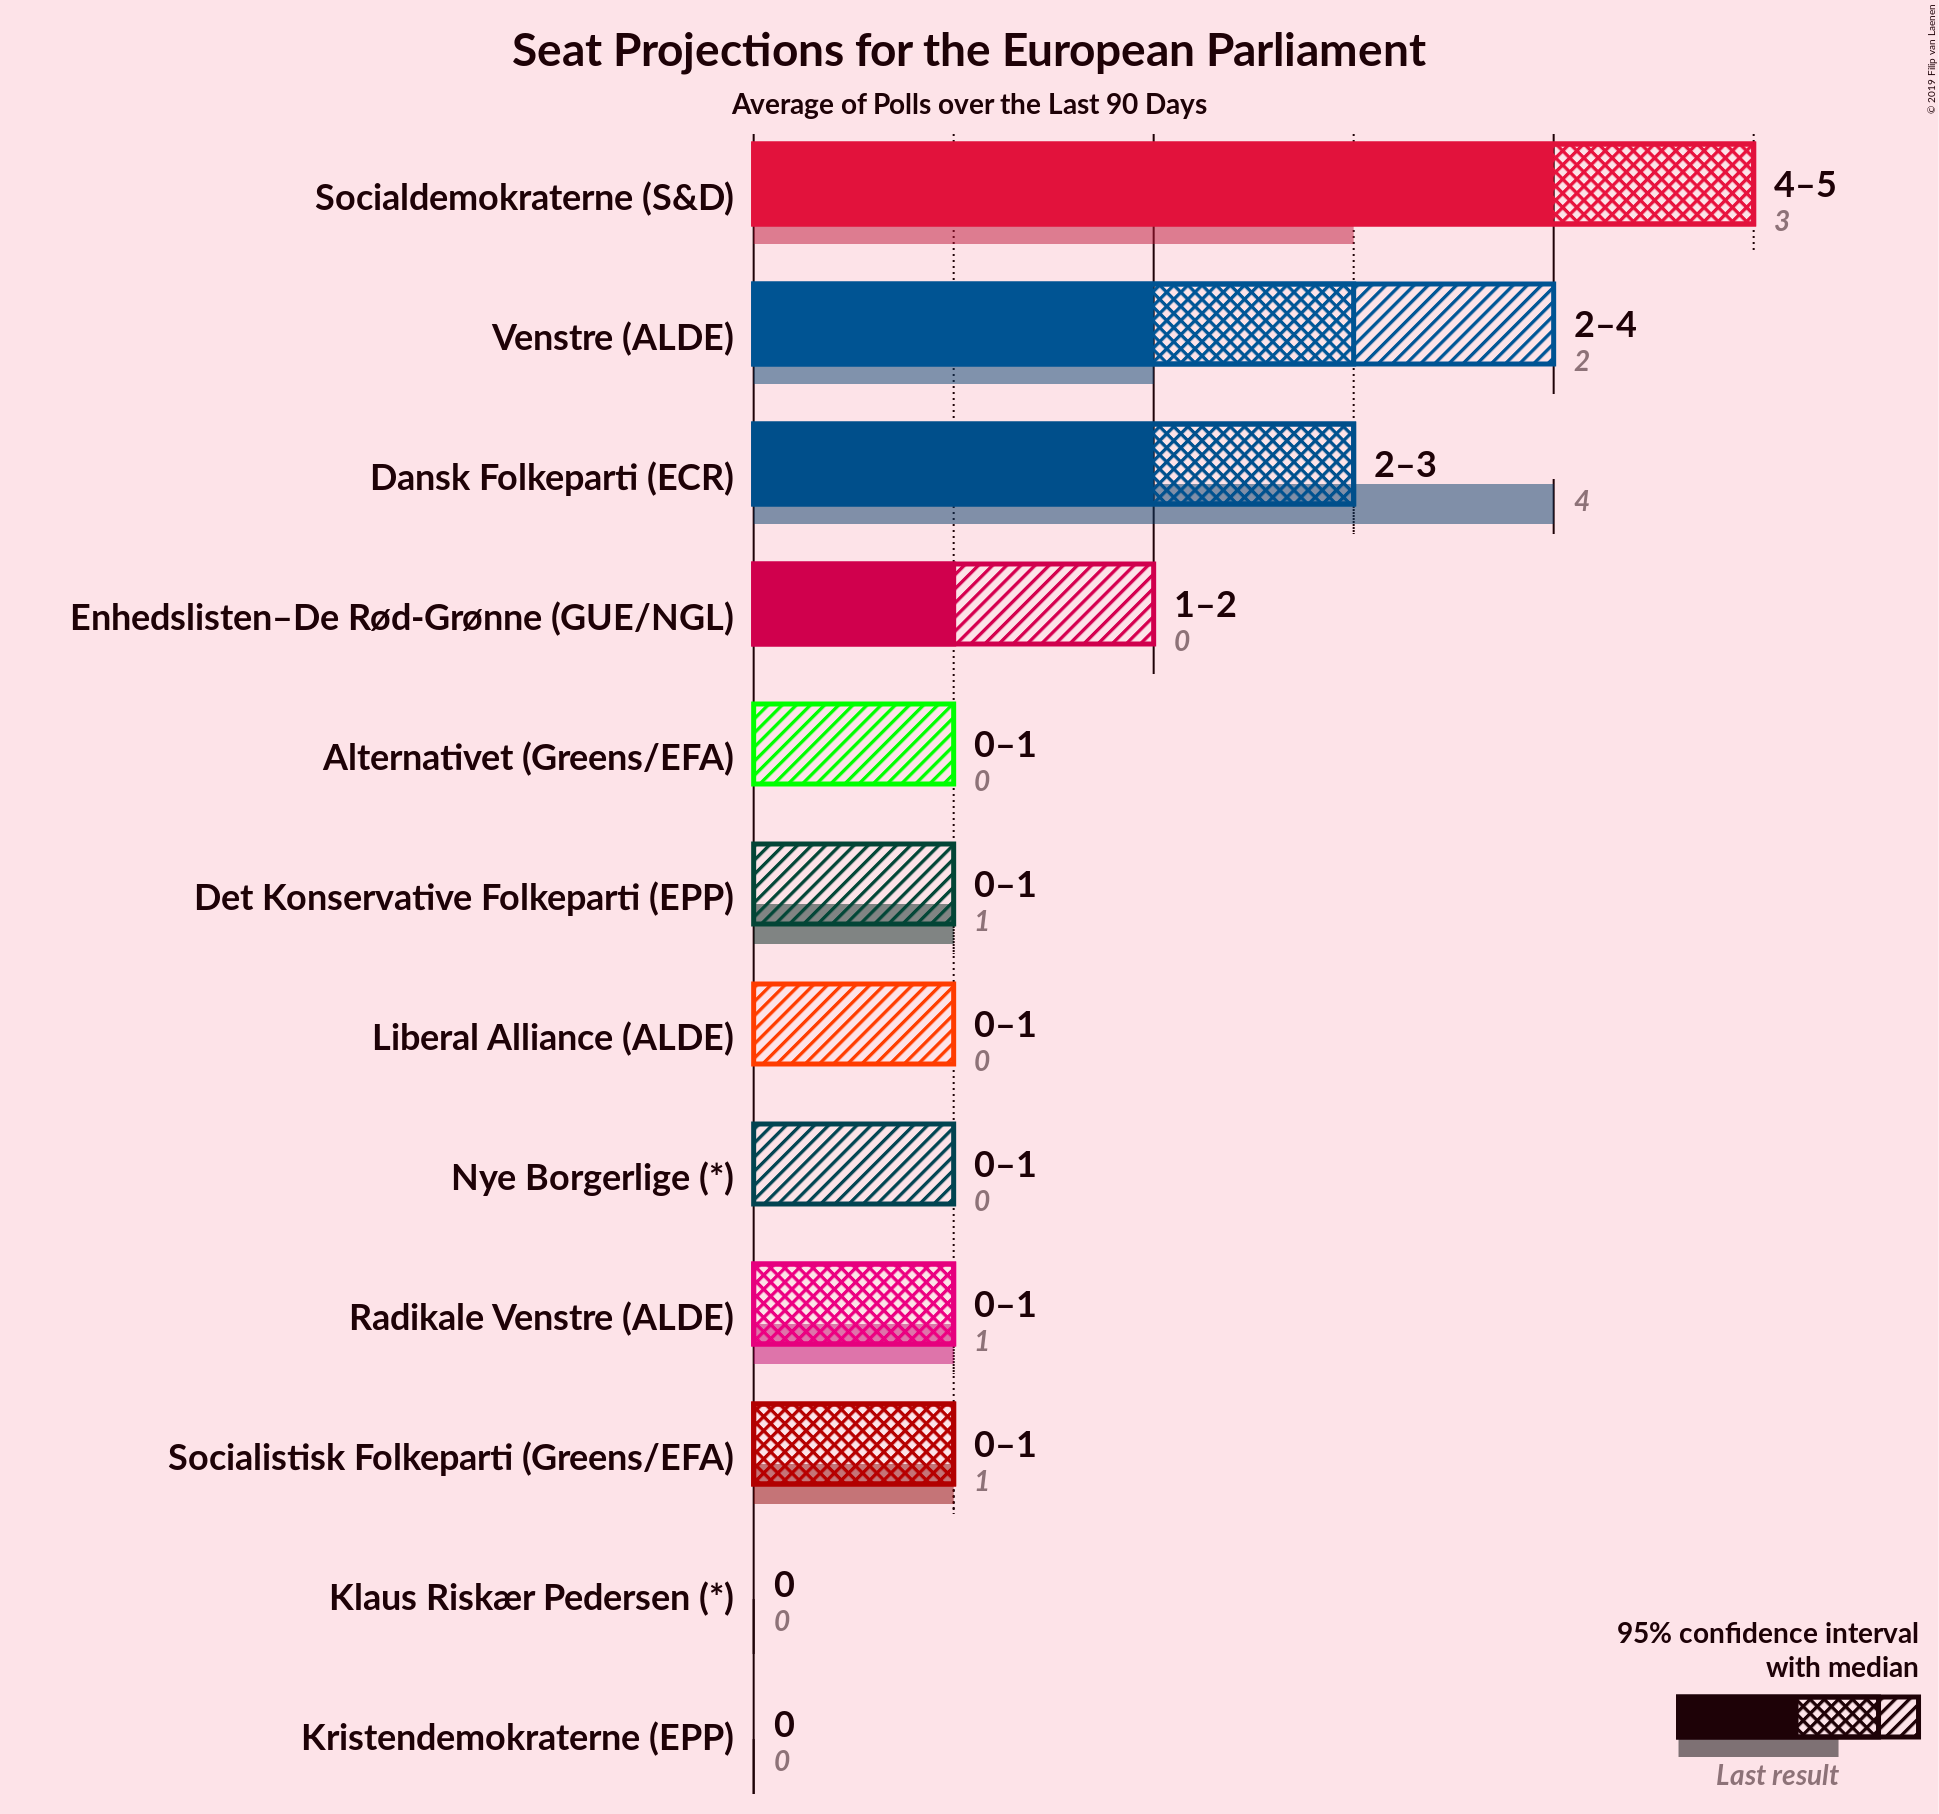 Seat Projections for the European Parliament
Average of Polls over the Last 90 Days
© 2019 Filip van Laenen
Socialdemokraterne (S&D)
4–5
3
Venstre (ALDE)
2–4
2
Dansk Folkeparti (ECR)
2–3
4
Enhedslisten–De Rød-Grønne (GUE/NGL)
1–2
0
Alternativet (Greens/EFA)
0–1
0
Det Konservative Folkeparti (EPP)
0–1
1
Liberal Alliance (ALDE)
0–1
0
Nye Borgerlige (*)
0–1
0
Radikale Venstre (ALDE)
0–1
1
Socialistisk Folkeparti (Greens/EFA)
0–1
1
Klaus Riskær Pedersen (*)
0
0
Kristendemokraterne (EPP)
0
0
95% confidence interval
with median
Last result